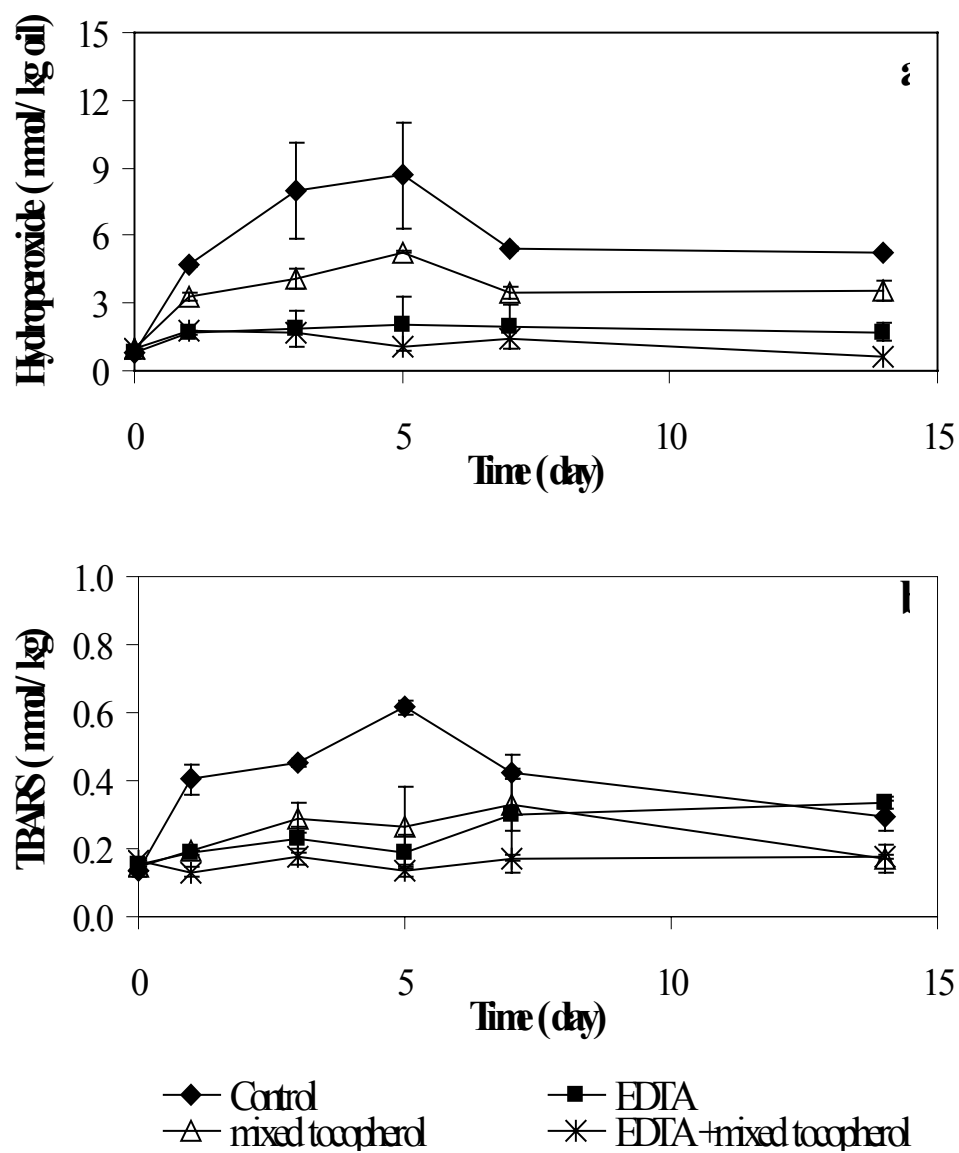 Hydroperoxide (mmol/kg oil)
15
12
9
6
3
0
a
0 5 10 15
Time (day)
TBARS (mmol/kg)
1.0
0.8
0.6
0.4
0.2
0.0
0 5 10 15
Time (day)
Control EDTA
mixed tocopherol EDTA+mixed tocopherol